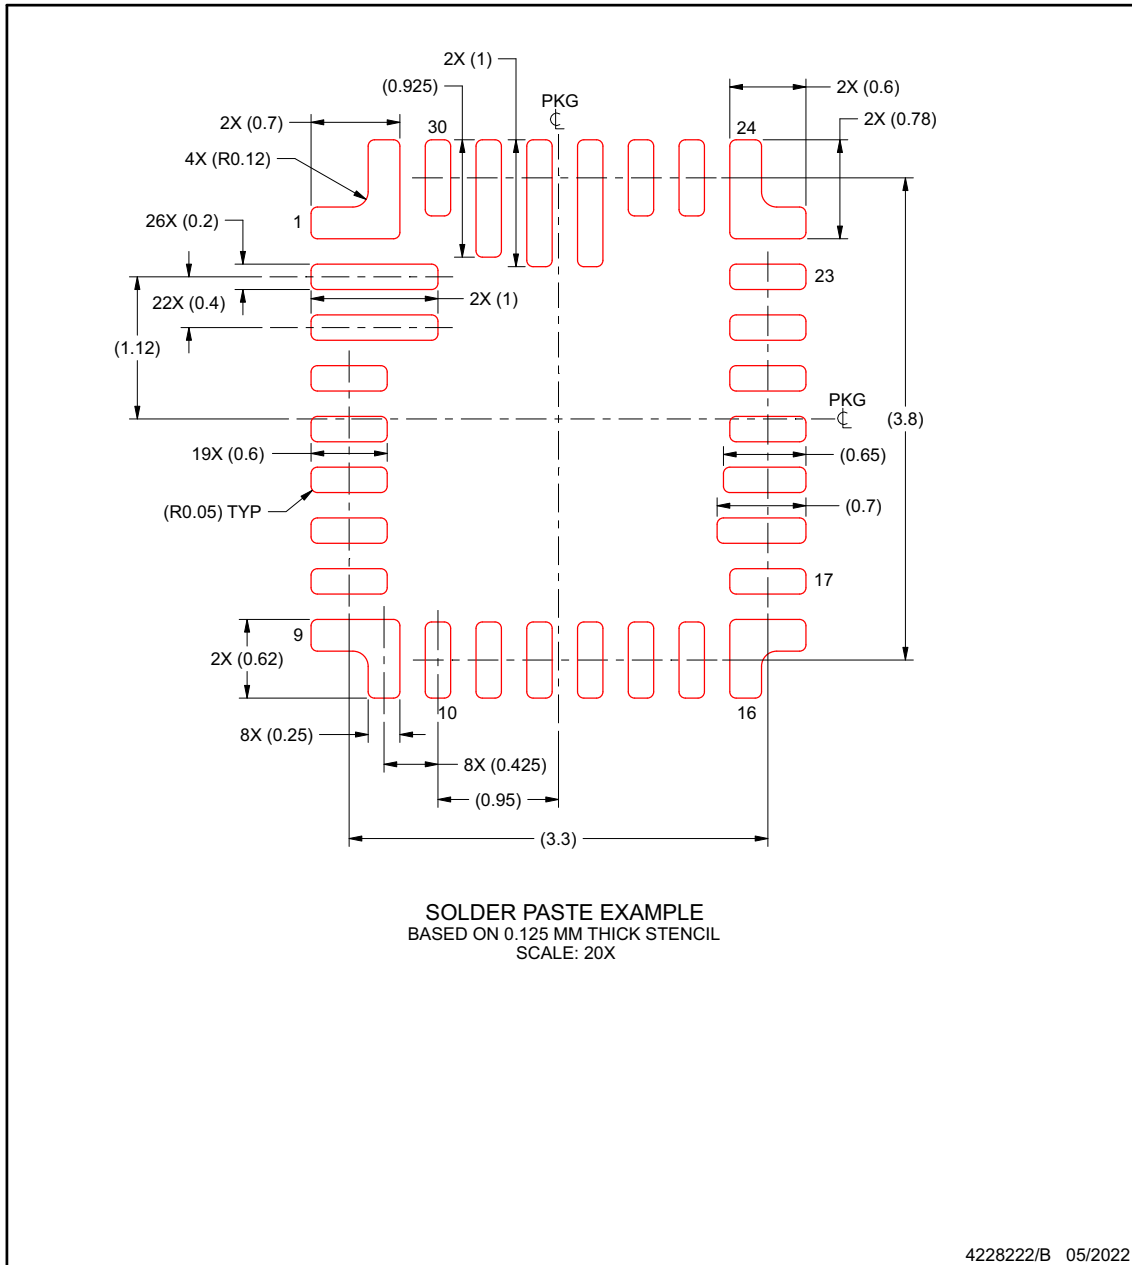 2X (1)
(0.925)
PKG
2X (0.6)
2X (0.7)
30
24
2X (0.78)
4X (R0.12)
1
26X (0.2)
23
2X (1)
22X (0.4)
(1.12)
PKG
(3.8)
19X (0.6)
(0.65)
(R0.05) TYP
(0.7)
17
9
2X (0.62)
10
16
8X (0.25)
8X (0.425)
(0.95)
(3.3)
SOLDER PASTE EXAMPLE
BASED ON 0.125 MM THICK STENCIL
SCALE: 20X
4228222/B 05/2022